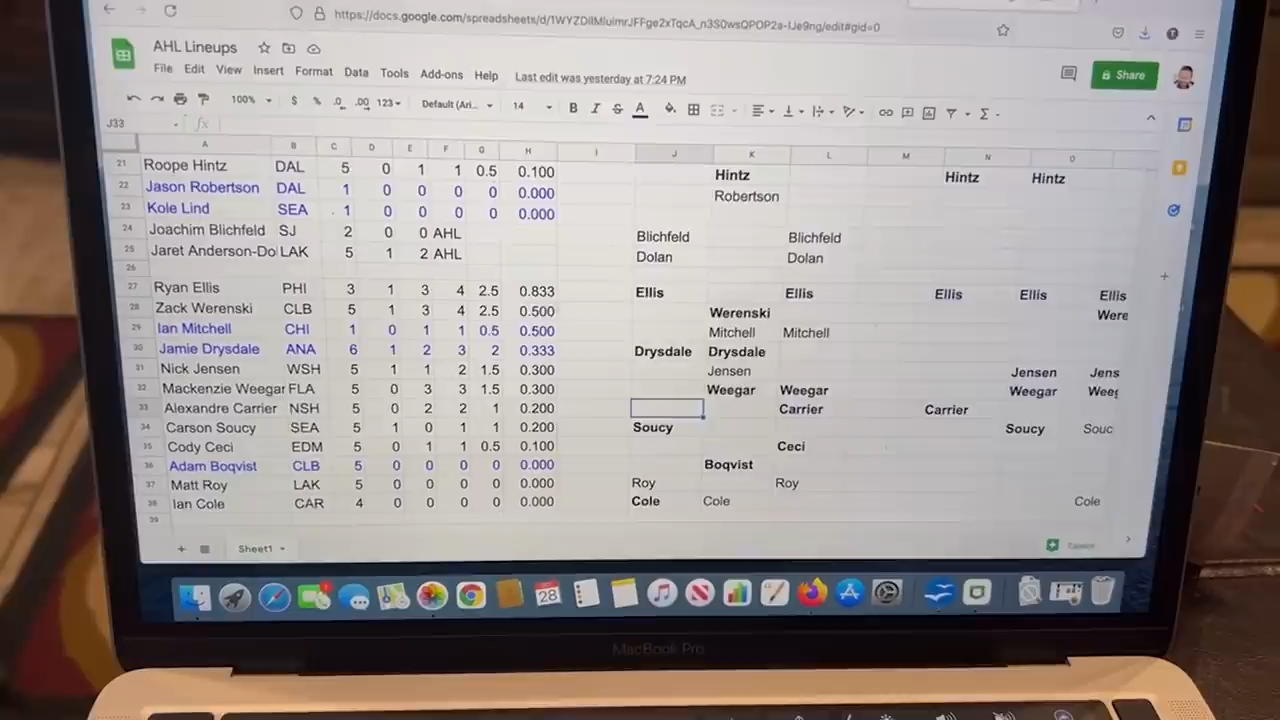 https://docs.google.com/spreadsheets/d/1WYZDilMluimrJFFge2xTqcA_n3S0wsQPOP2a-IJe9ng/edit#gid=0
AHL Lineups
File Edit View Insert Format Data Tools Add-ons Help Last edit was yesterday at 7:24 PM
Share
100% $ % .0 .00 123 Default (Ari... 14 B I S A
J33 fx
A B C D E F G H I J K L M N O
21 Roope Hintz DAL 5 0 1 1 0.5 0.100 Hintz Hintz Hintz
22 Jason Robertson DAL 1 0 0 0 0 0.000 Robertson
23 Kole Lind SEA 1 0 0 0 0 0.000
24 Joachim Blichfeld SJ 2 0 0 AHL Blichfeld Blichfeld
25 Jaret Anderson-Do LAK 5 1 2 AHL Dolan Dolan
26
27 Ryan Ellis PHI 3 1 3 4 2.5 0.833 Ellis Ellis Ellis Ellis Ellis
28 Zack Werenski CLB 5 1 3 4 2.5 0.500 Werenski Were
29 Ian Mitchell CHI 1 0 1 1 0.5 0.500 Mitchell Mitchell
30 Jamie Drysdale ANA 6 1 2 3 2 0.333 Drysdale Drysdale
31 Nick Jensen WSH 5 1 1 2 1.5 0.300 Jensen Jensen Jens
32 Mackenzie Weegar FLA 5 0 3 3 1.5 0.300 Weegar Weegar Weegar Weeg
33 Alexandre Carrier NSH 5 0 2 2 1 0.200 Carrier Carrier
34 Carson Soucy SEA 5 1 0 1 1 0.200 Soucy Soucy Souc
35 Cody Ceci EDM 5 0 1 1 0.5 0.100 Ceci
36 Adam Boqvist CLB 5 0 0 0 0 0.000 Boqvist
37 Matt Roy LAK 5 0 0 0 0 0.000 Roy Roy
38 Ian Cole CAR 4 0 0 0 0 0.000 Cole Cole Cole
39
Sheet1
28
MacBook Pro